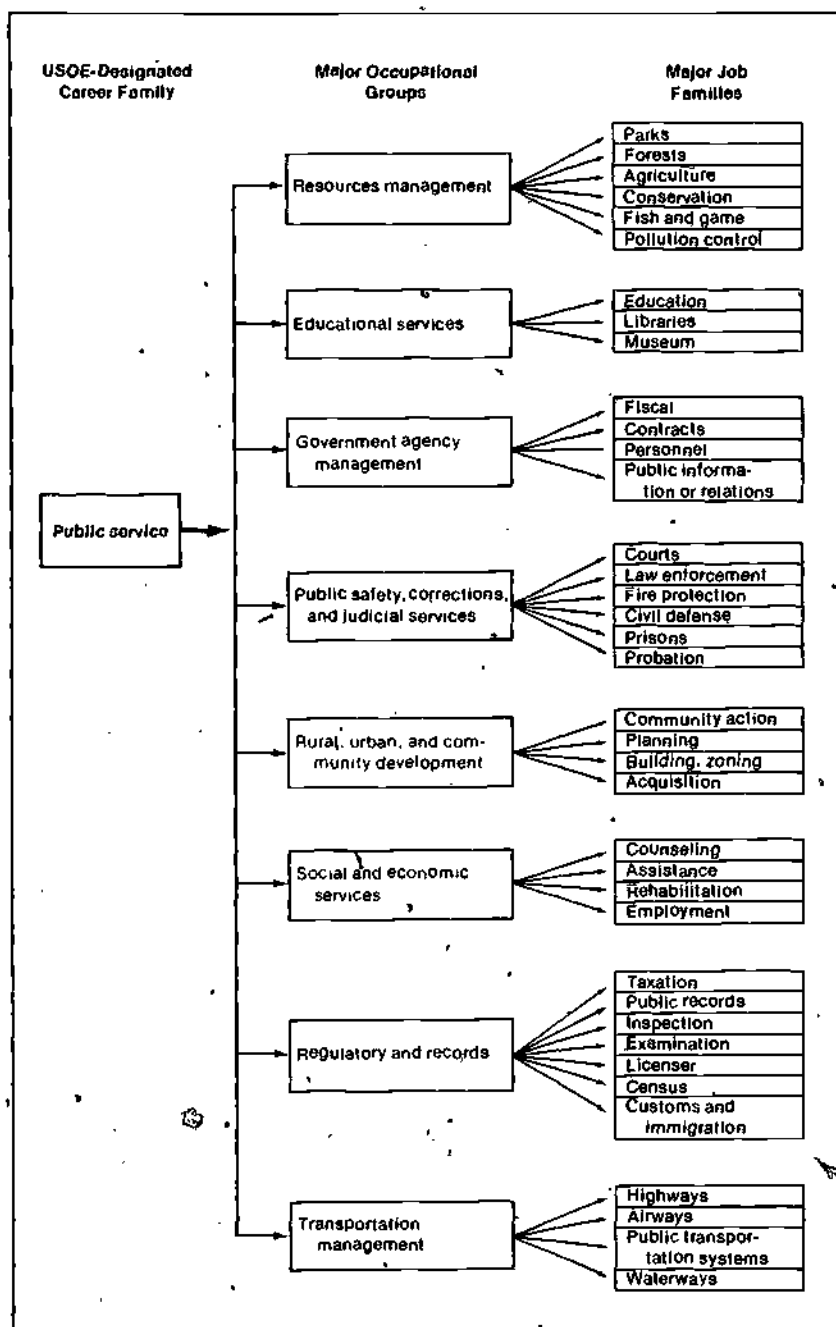 USOE-Designated
Career Family
Major Occupational
Groups
Major Job
Families
Public service
Resources management
Parks
Forests
Agriculture
Conservation
Fish and game
Pollution control
Educational services
Education
Libraries
Museum
Government agency
management
Fiscal
Contracts
Personnel
Public informa-
tion or relations
Public safety, corrections,
and judicial services
Courts
Law enforcement
Fire protection
Civil defense
Prisons
Probation
Rural, urban, and com-
munity development
Community action
Planning
Building, zoning
Acquisition
Social and economic
services
Counseling
Assistance
Rehabilitation
Employment
Regulatory and records
Taxation
Public records
Inspection
Examination
Licenser
Census
Customs and
immigration
Transportation
management
Highways
Airways
Public transpor-
tation systems
Waterways